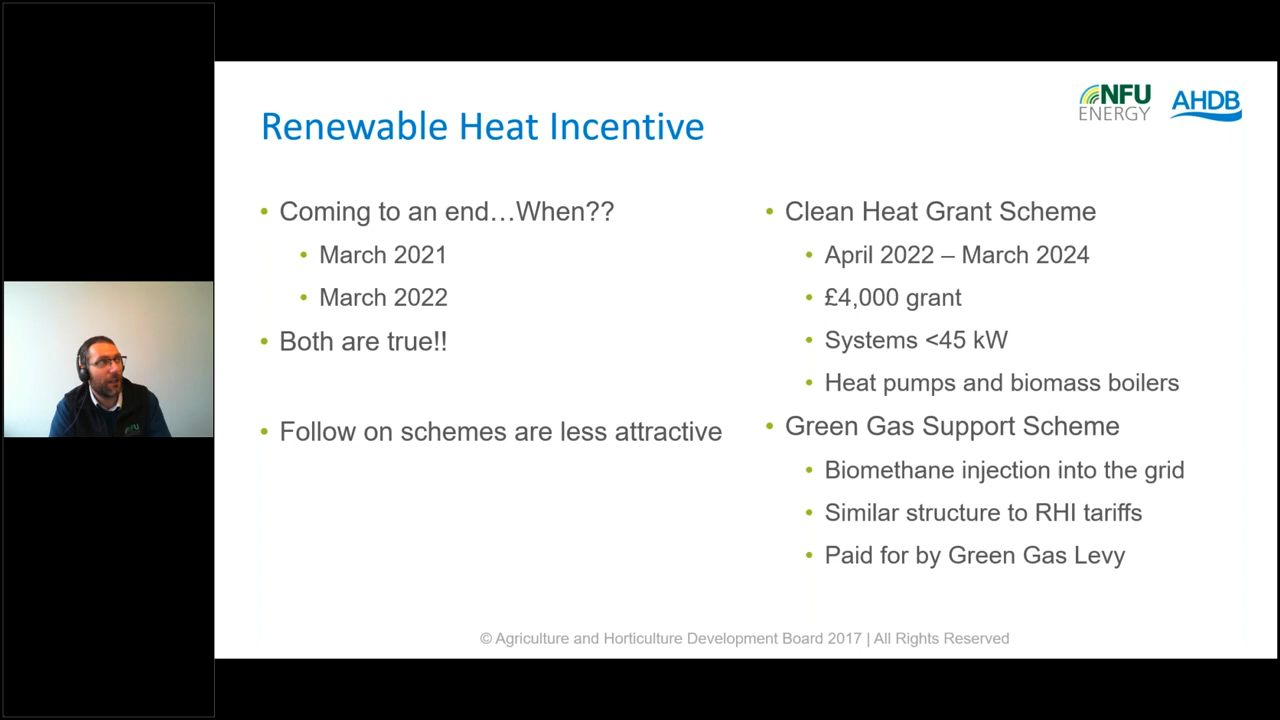 NFU
ENERGY
AHDB
Renewable Heat Incentive
• Coming to an end…When??
• March 2021
• March 2022
• Both are true!!
• Follow on schemes are less attractive
• Clean Heat Grant Scheme
• April 2022 – March 2024
• £4,000 grant
• Systems <45 kW
• Heat pumps and biomass boilers
• Green Gas Support Scheme
• Biomethane injection into the grid
• Similar structure to RHI tariffs
• Paid for by Green Gas Levy
© Agriculture and Horticulture Development Board 2017 | All Rights Reserved
NFU